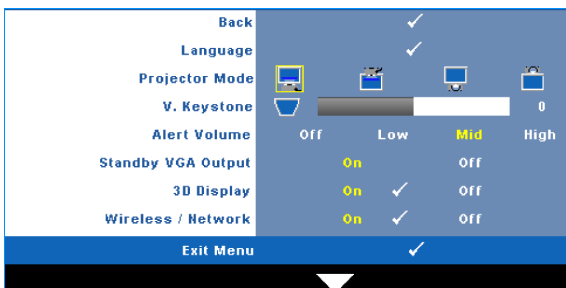 Back
Language
Projector Mode
V. Keystone 0
Alert Volume Off Low Mid High
Standby VGA Output On Off
3D Display On Off
Wireless / Network On Off
Exit Menu